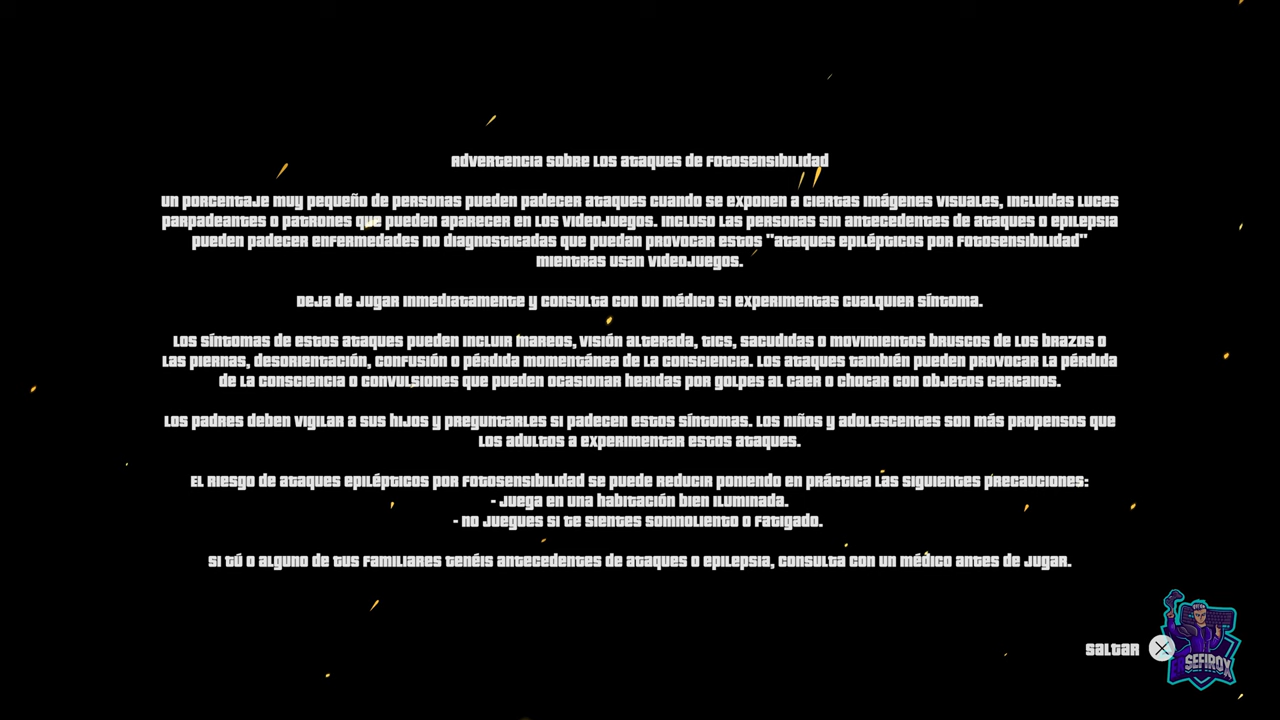 Advertencia sobre los ataques de fotosensibilidad
Un porcentaje muy pequeño de personas pueden padecer ataques cuando se exponen a ciertas imágenes visuales, incluidas luces
parpadeantes o patrones que pueden aparecer en los videojuegos. Incluso las personas sin antecedentes de ataques o epilepsia
pueden padecer enfermedades no diagnosticadas que puedan provocar estos "ataques epilépticos por fotosensibilidad"
mientras usan videojuegos.
Deja de jugar inmediatamente y consulta con un médico si experimentas cualquier síntoma.
Los síntomas de estos ataques pueden incluir mareos, visión alterada, tics, sacudidas o movimientos bruscos de los brazos o
las piernas, desorientación, confusión o pérdida momentánea de la consciencia. Los ataques también pueden provocar la pérdida
de la consciencia o convulsiones que pueden ocasionar heridas por golpes al caer o chocar con objetos cercanos.
Los padres deben vigilar a sus hijos y preguntarles si padecen estos síntomas. Los niños y adolescentes son más propensos que
los adultos a experimentar estos ataques.
El riesgo de ataques epilépticos por fotosensibilidad se puede reducir poniendo en práctica las siguientes precauciones:
- Juega en una habitación bien iluminada.
- No juegues si te sientes somnoliento o fatigado.
Si tú o alguno de tus familiares tenéis antecedentes de ataques o epilepsia, consulta con un médico antes de jugar.
Saltar
SEFIROX